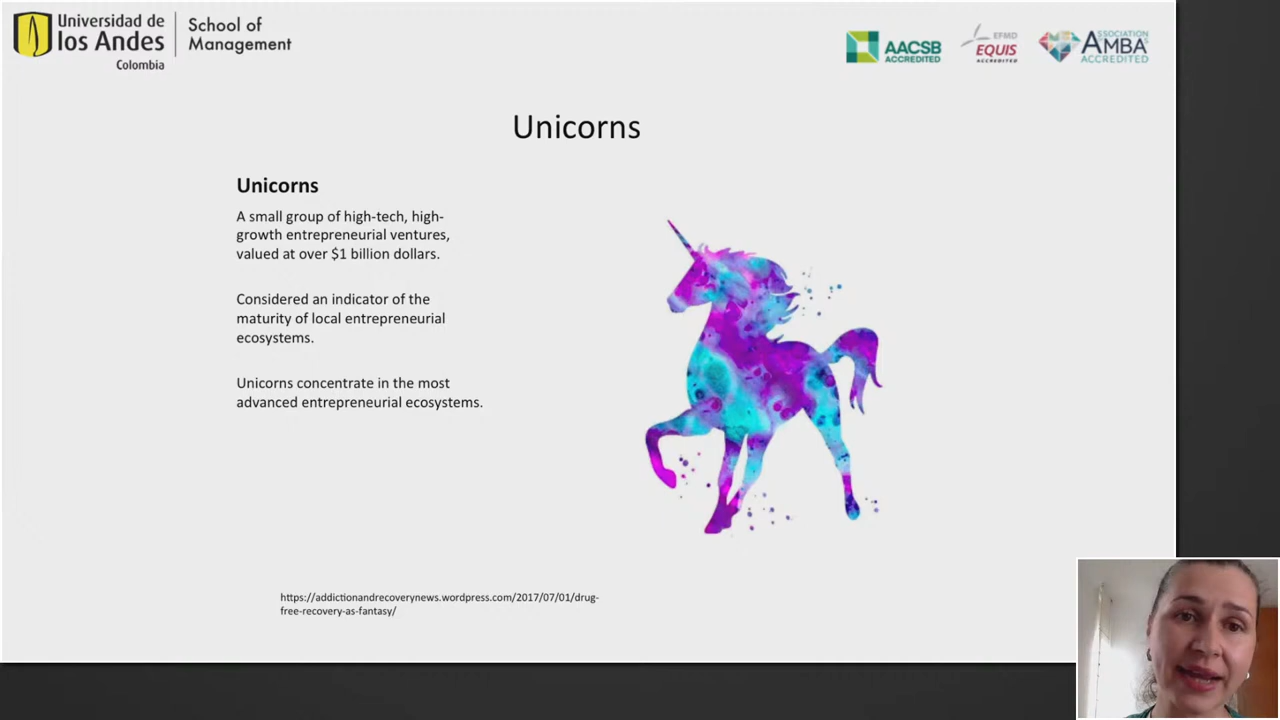 Universidad de
los Andes
Colombia
School of
Management
AACSB
ACCREDITED
EFMD
EQUIS
ACCREDITED
ASSOCIATION
AMBA
ACCREDITED
Unicorns
Unicorns
A small group of high-tech, high-
growth entrepreneurial ventures,
valued at over $1 billion dollars.
Considered an indicator of the
maturity of local entrepreneurial
ecosystems.
Unicorns concentrate in the most
advanced entrepreneurial ecosystems.
https://addictionandrecoverynews.wordpress.com/2017/07/01/drug-
free-recovery-as-fantasy/